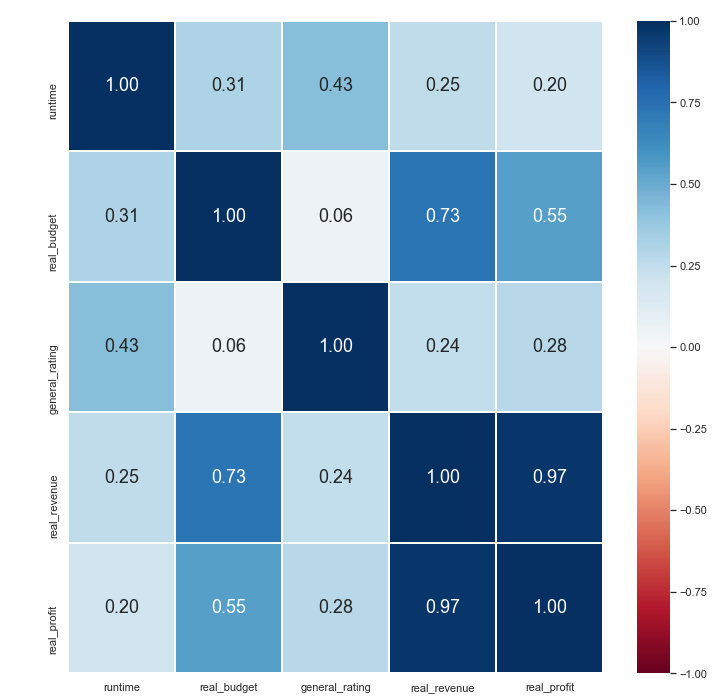 runtime
1.00 0.31 0.43 0.25 0.20
real_budget
0.31 1.00 0.06 0.73 0.55
general_rating
0.43 0.06 1.00 0.24 0.28
real_revenue
0.25 0.73 0.24 1.00 0.97
real_profit
0.20 0.55 0.28 0.97 1.00
runtime real_budget general_rating real_revenue real_profit
1.00
0.75
0.50
0.25
0.00
−0.25
−0.50
−0.75
−1.00